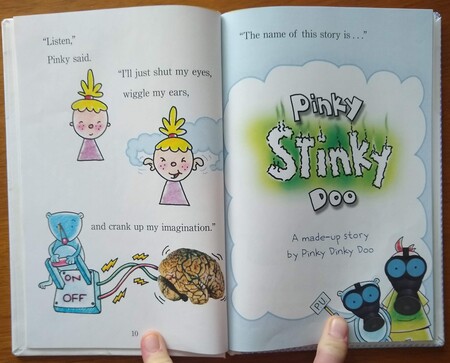 “Listen,”
Pinky said.
“I’ll just shut my eyes,
wiggle my ears,
and crank up my imagination.”
ON
OFF
10
“The name of this story is . . .”
Pinky
Stinky
Doo
A made-up story
by Pinky Dinky Doo
PU